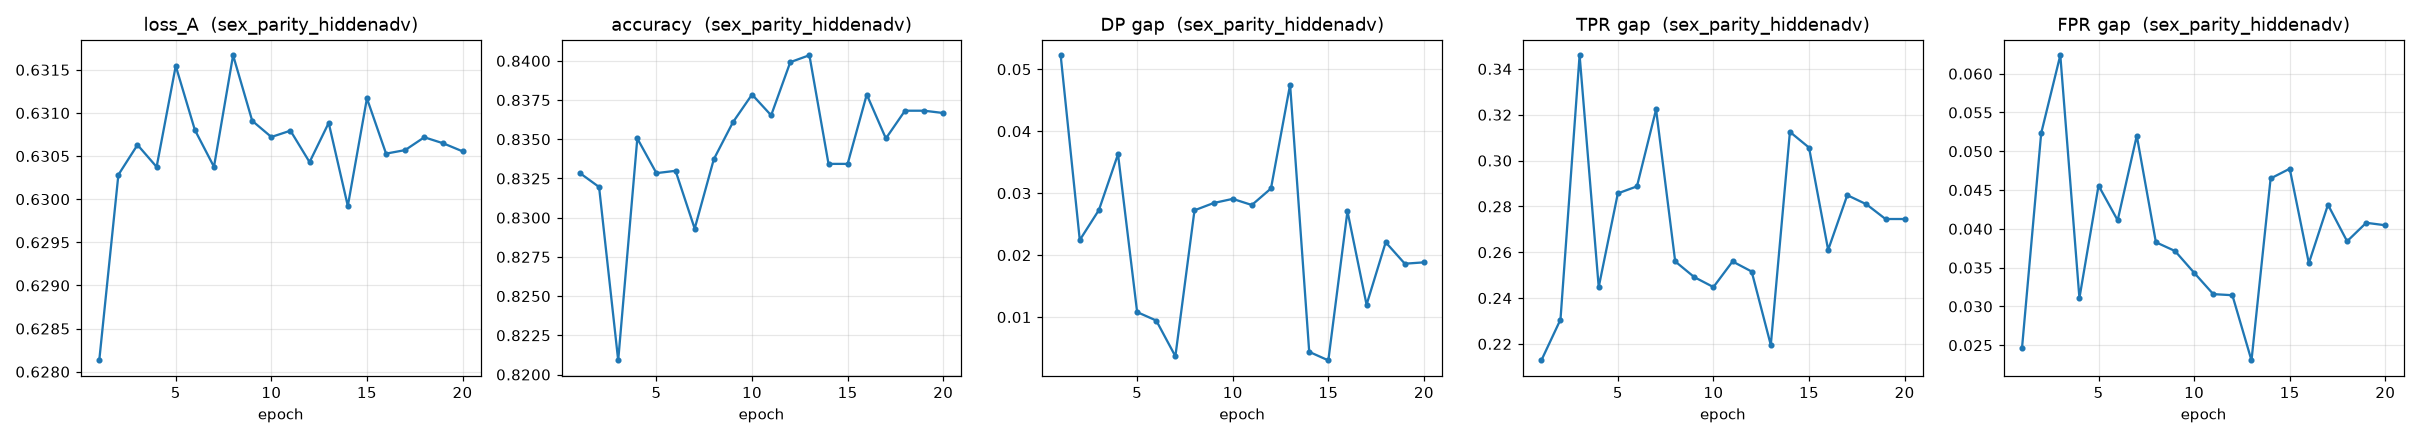 loss_A (sex_parity_hiddenadv)
0.6315
0.6310
0.6305
0.6300
0.6295
0.6290
0.6285
0.6280
5 10 15 20
epoch
accuracy (sex_parity_hiddenadv)
0.8400
0.8375
0.8350
0.8325
0.8300
0.8275
0.8250
0.8225
0.8200
5 10 15 20
epoch
DP gap (sex_parity_hiddenadv)
0.05
0.04
0.03
0.02
0.01
5 10 15 20
epoch
TPR gap (sex_parity_hiddenadv)
0.34
0.32
0.30
0.28
0.26
0.24
0.22
5 10 15 20
epoch
FPR gap (sex_parity_hiddenadv)
0.060
0.055
0.050
0.045
0.040
0.035
0.030
0.025
5 10 15 20
epoch